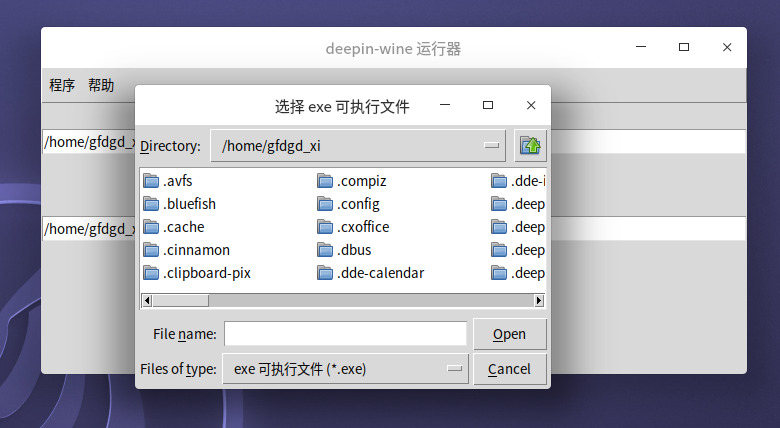 deepin-wine 运行器
程序 帮助
选择 exe 可执行文件
/home/gfdgd_x
Directory: /home/gfdgd_xi
.avfs .compiz .dde-i
.bluefish .config .deep
.cache .cxoffice .deep
.cinnamon .dbus .deep
.clipboard-pix .dde-calendar .deep
/home/gfdgd_x
File name: Open
Files of type: exe 可执行文件 (*.exe) Cancel